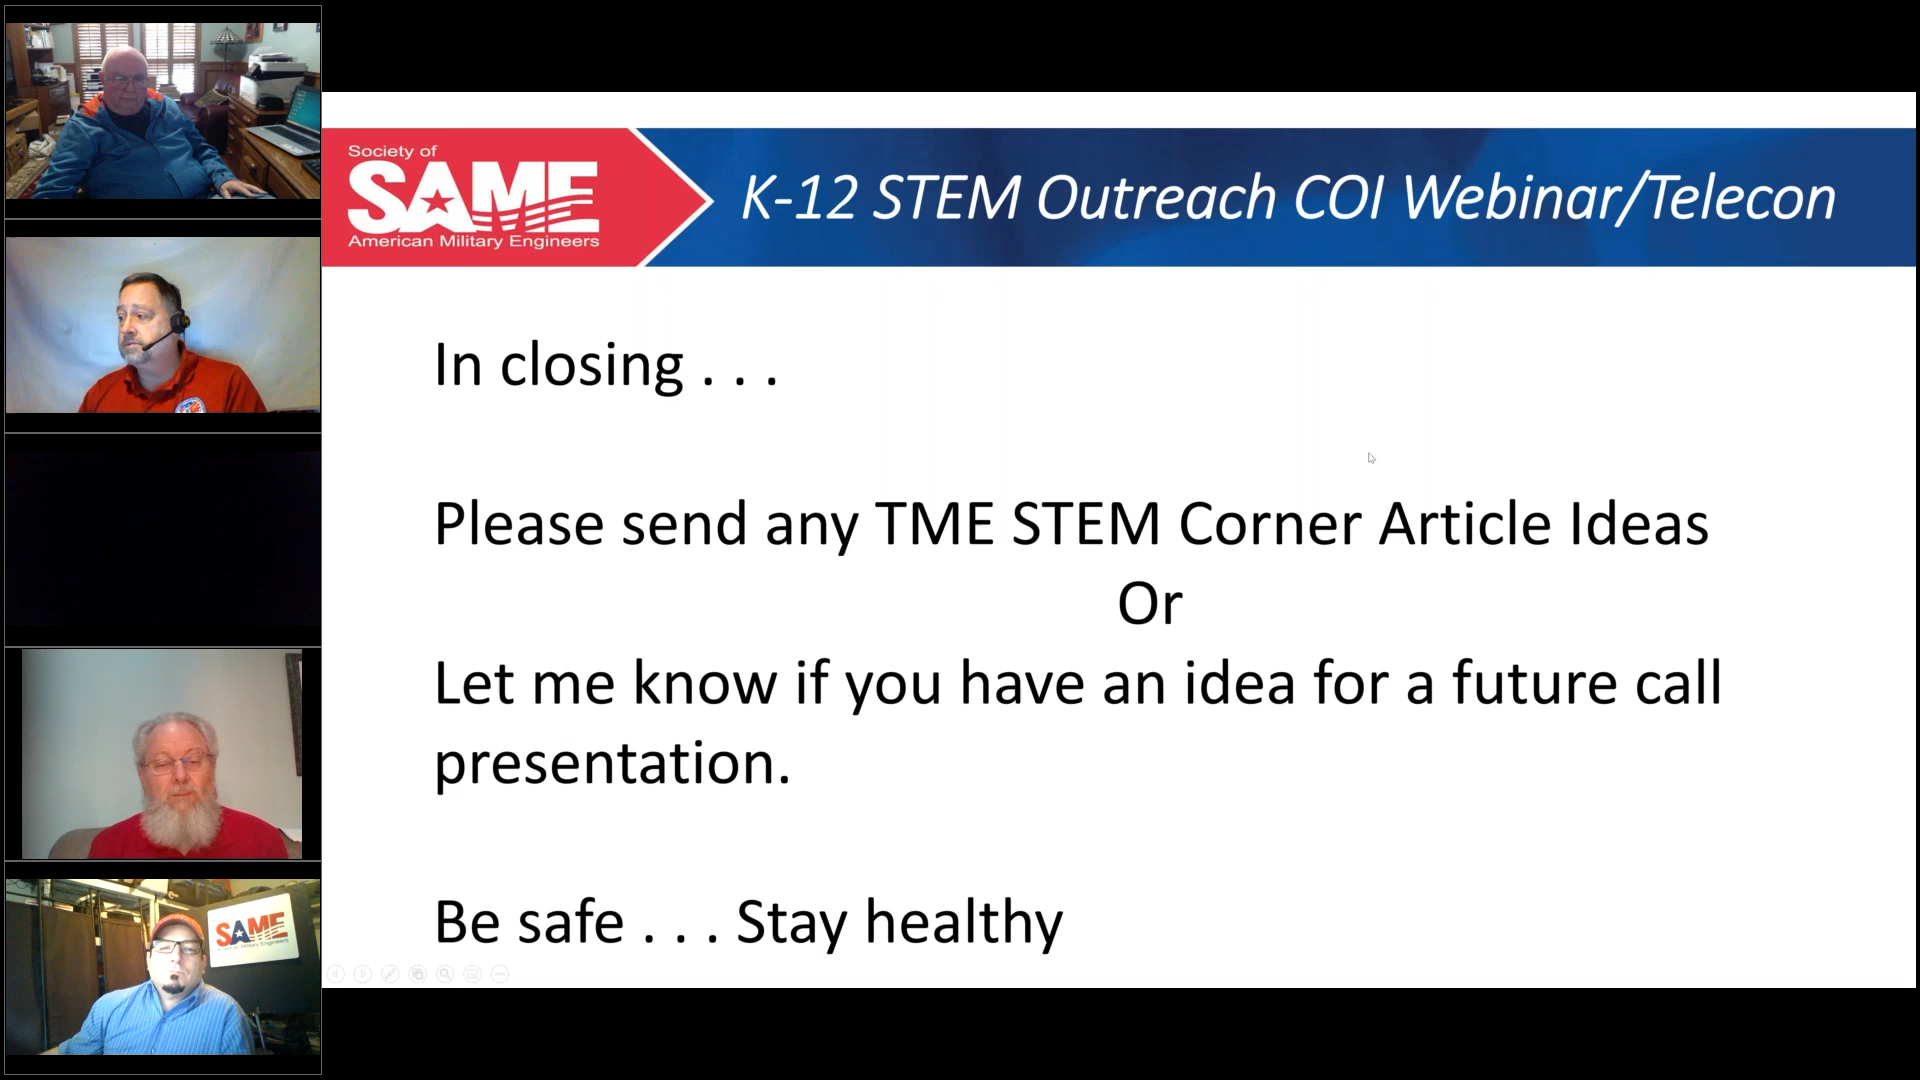 Society of
SAME
American Military Engineers
K-12 STEM Outreach COI Webinar/Telecon
In closing . . .
Please send any TME STEM Corner Article Ideas
Or
Let me know if you have an idea for a future call
presentation.
Be safe . . . Stay healthy
SAME